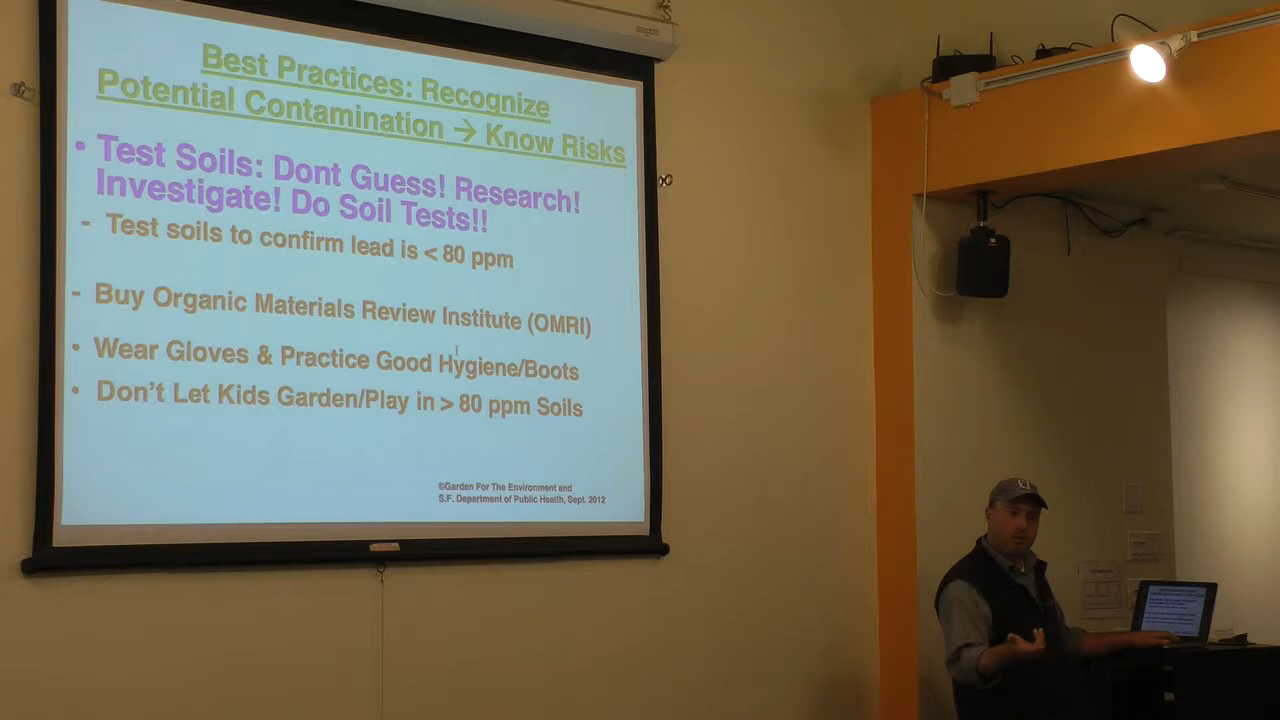 Best Practices: Recognize
Potential Contamination → Know Risks
• Test Soils: Dont Guess! Research!
Investigate! Do Soil Tests!!
- Test soils to confirm lead is < 80 ppm
- Buy Organic Materials Review Institute (OMRI)
• Wear Gloves & Practice Good Hygiene/Boots
• Don't Let Kids Garden/Play in > 80 ppm Soils
©Garden For The Environment and
S.F. Department of Public Health, Sept. 2012